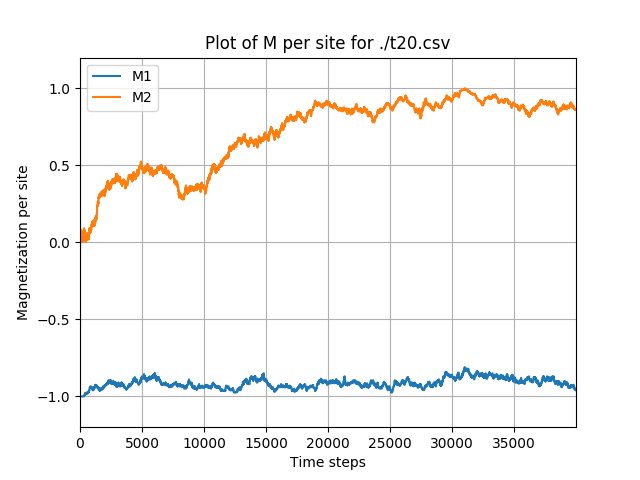 Plot of M per site for ./t20.csv
M1
M2
Magnetization per site
1.0
0.5
0.0
−0.5
−1.0
0 5000 10000 15000 20000 25000 30000 35000
Time steps